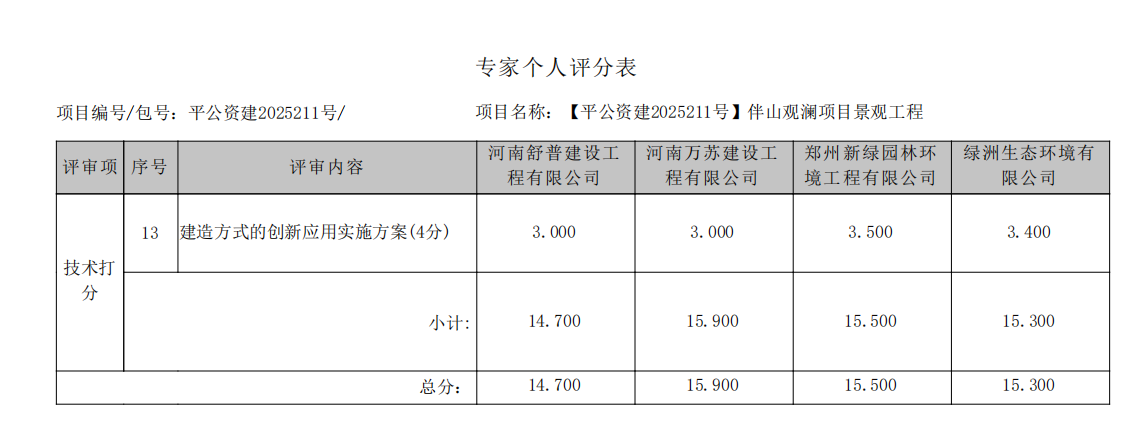 专家个人评分表
项目编号/包号: 平公资建2025211号/ 项目名称: 【平公资建2025211号】伴山观澜项目景观工程
评审项 序号 评审内容 河南舒普建设工
程有限公司 河南万苏建设工
程有限公司 郑州新绿园林环
境工程有限公司 绿洲生态环境有
限公司
技术打
分
13 建造方式的创新应用实施方案(4分) 3.000 3.000 3.500 3.400
小计: 14.700 15.900 15.500 15.300
总分: 14.700 15.900 15.500 15.300